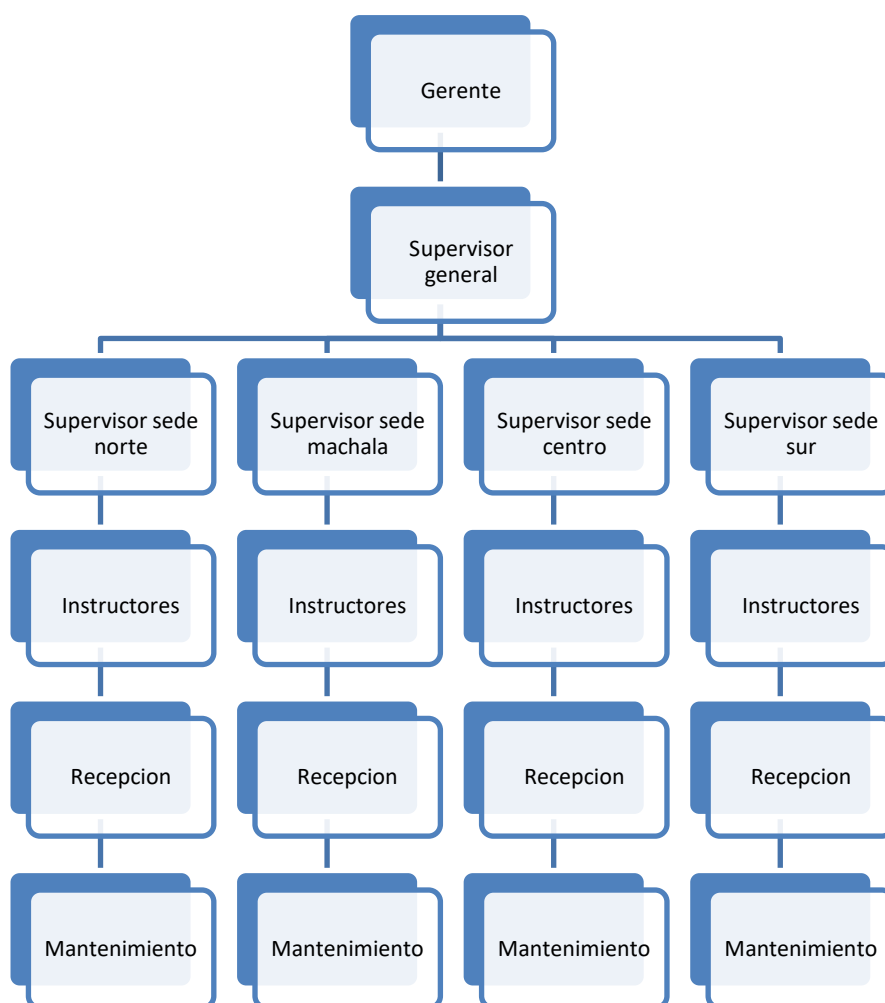 Gerente
Supervisor
general
Supervisor sede
norte
Supervisor sede
machala
Supervisor sede
centro
Supervisor sede
sur
Instructores
Instructores
Instructores
Instructores
Recepcion
Recepcion
Recepcion
Recepcion
Mantenimiento
Mantenimiento
Mantenimiento
Mantenimiento